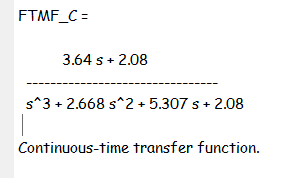 FTMF_C =
3.64 s + 2.08
---------------------------------
s^3 + 2.668 s^2 + 5.307 s + 2.08
Continuous-time transfer function.